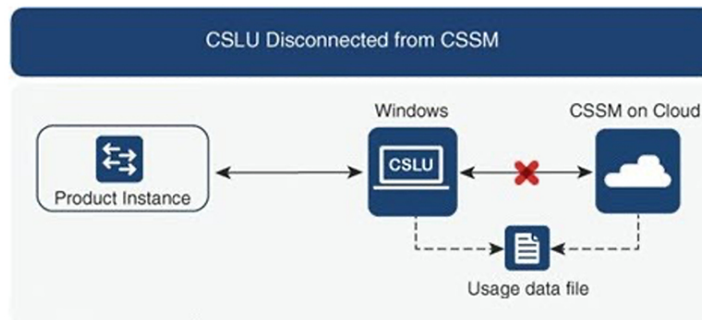 CSLU Disconnected from CSSM
Windows
CSSM on Cloud
CSLU
Product Instance
Usage data file